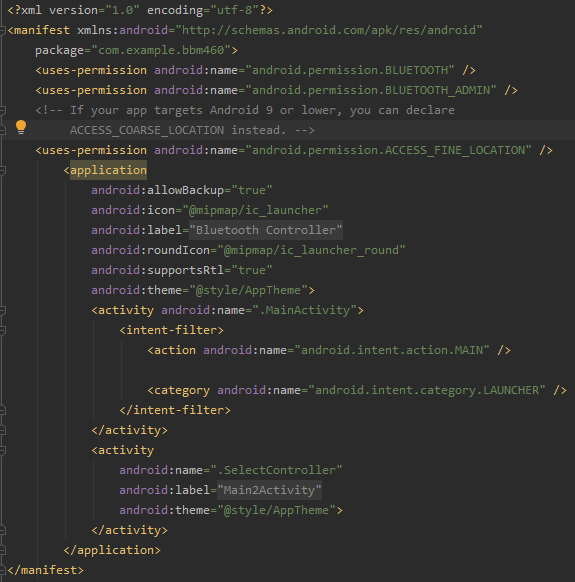 <?xml version="1.0" encoding="utf-8"?>
<manifest xmlns:android="http://schemas.android.com/apk/res/android"
    package="com.example.bbm460">
    <uses-permission android:name="android.permission.BLUETOOTH" />
    <uses-permission android:name="android.permission.BLUETOOTH_ADMIN" />
    <!-- If your app targets Android 9 or lower, you can declare
         ACCESS_COARSE_LOCATION instead. -->
    <uses-permission android:name="android.permission.ACCESS_FINE_LOCATION" />
        <application
            android:allowBackup="true"
            android:icon="@mipmap/ic_launcher"
            android:label="Bluetooth Controller"
            android:roundIcon="@mipmap/ic_launcher_round"
            android:supportsRtl="true"
            android:theme="@style/AppTheme">
            <activity android:name=".MainActivity">
                <intent-filter>
                    <action android:name="android.intent.action.MAIN" />

                    <category android:name="android.intent.category.LAUNCHER" />
                </intent-filter>
            </activity>
            <activity
                android:name=".SelectController"
                android:label="Main2Activity"
                android:theme="@style/AppTheme">
            </activity>
        </application>
</manifest>